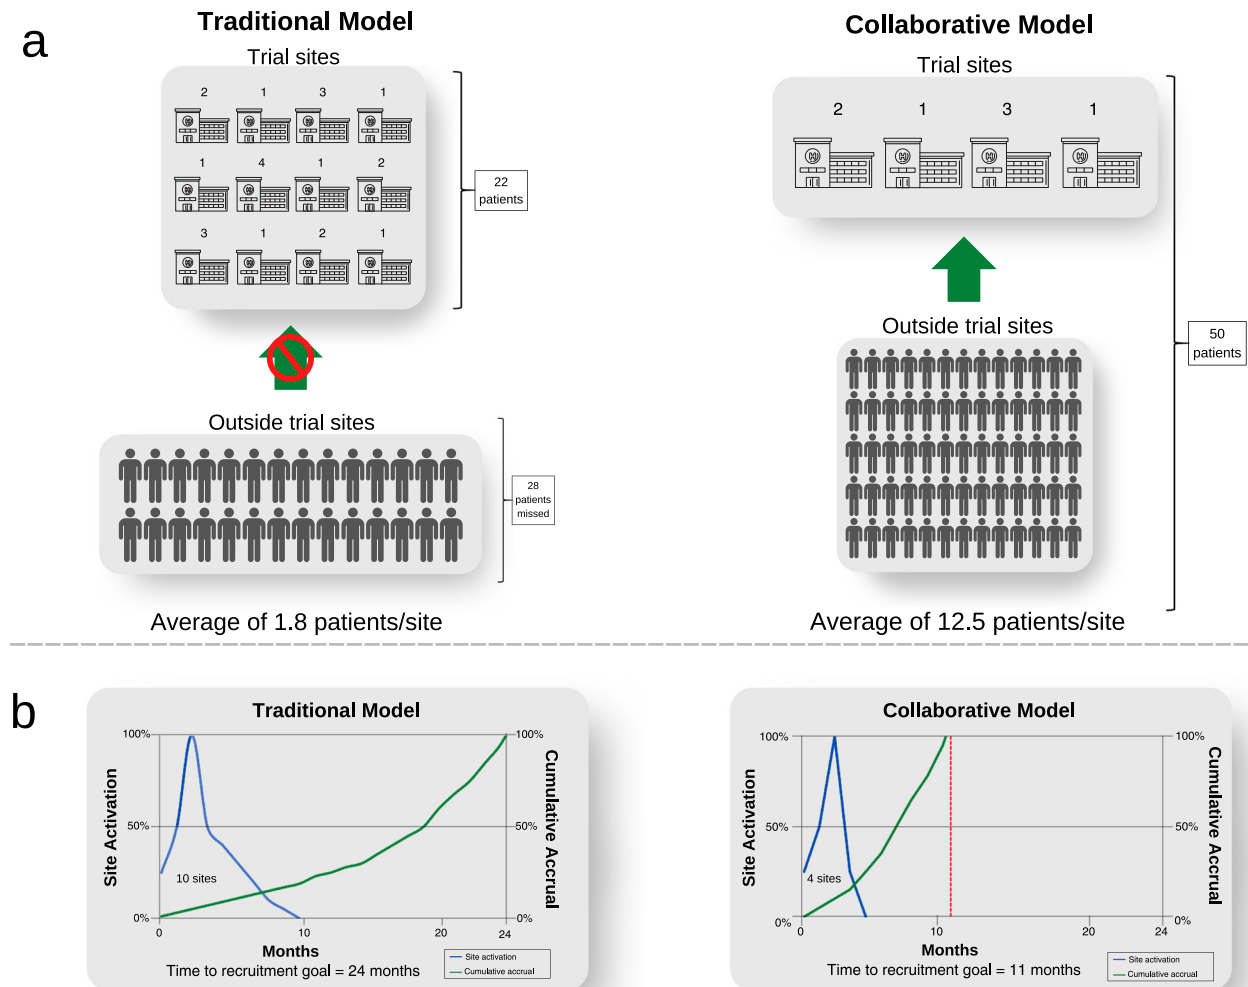 a
Traditional Model
Trial sites
2 1 3 1
1 4 1 2
3 1 2 1
22
patients
Outside trial sites
28
patients
missed
Average of 1.8 patients/site
Collaborative Model
Trial sites
2 1 3 1
Outside trial sites
50
patients
Average of 12.5 patients/site
b
Traditional Model
Site Activation
100%
50%
0%
10 sites
0 10 20 24
100%
50%
0%
Cumulative Accrual
Months
Time to recruitment goal = 24 months
Site activation
Cumulative accrual
Collaborative Model
Site Activation
100%
50%
0%
4 sites
0 10 20 24
100%
50%
0%
Cumulative Accrual
Months
Time to recruitment goal = 11 months
Site activation
Cumulative accrual